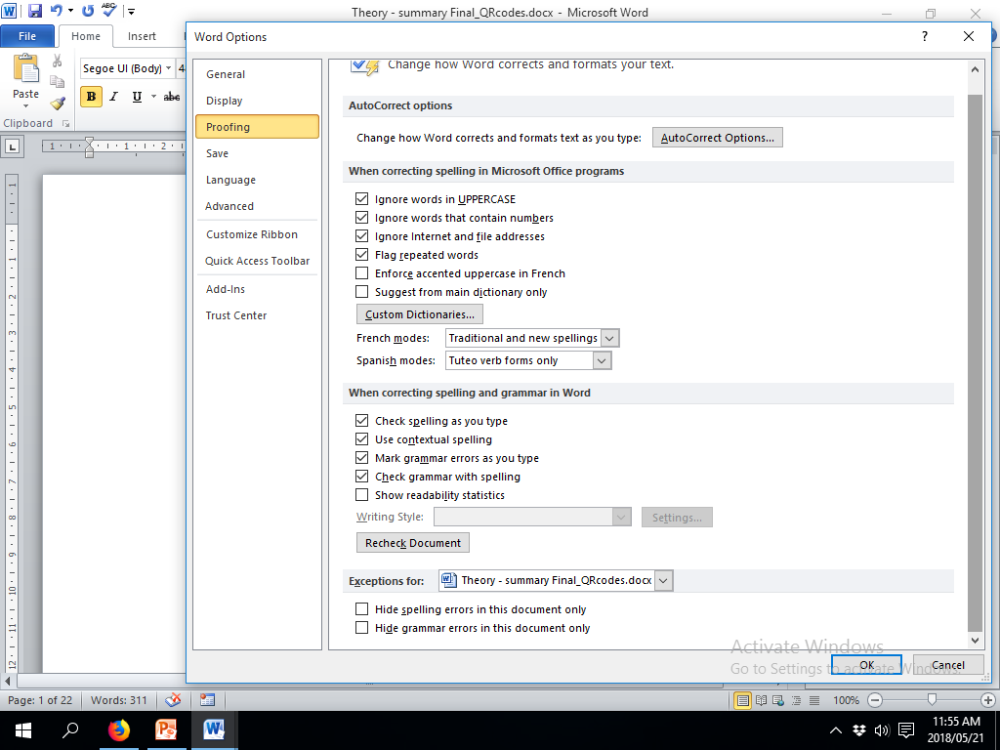 Theory - summary Final_QRcodes.docx - Microsoft Word
File Home Insert
Word Options
Paste
Clipboard
Segoe UI (Body) 4
B I U abc
General
Display
Proofing
Save
Language
Advanced
Customize Ribbon
Quick Access Toolbar
Add-Ins
Trust Center
Change how Word corrects and formats your text.
AutoCorrect options
Change how Word corrects and formats text as you type: AutoCorrect Options...
When correcting spelling in Microsoft Office programs
Ignore words in UPPERCASE
Ignore words that contain numbers
Ignore Internet and file addresses
Flag repeated words
Enforce accented uppercase in French
Suggest from main dictionary only
Custom Dictionaries...
French modes: Traditional and new spellings
Spanish modes: Tuteo verb forms only
When correcting spelling and grammar in Word
Check spelling as you type
Use contextual spelling
Mark grammar errors as you type
Check grammar with spelling
Show readability statistics
Writing Style: Settings...
Recheck Document
Exceptions for: Theory - summary Final_QRcodes.docx
Hide spelling errors in this document only
Hide grammar errors in this document only
Activate Windows
Go to Settings to activate Windows.
OK Cancel
Page: 1 of 22 Words: 311 100%
11:55 AM
2018/05/21